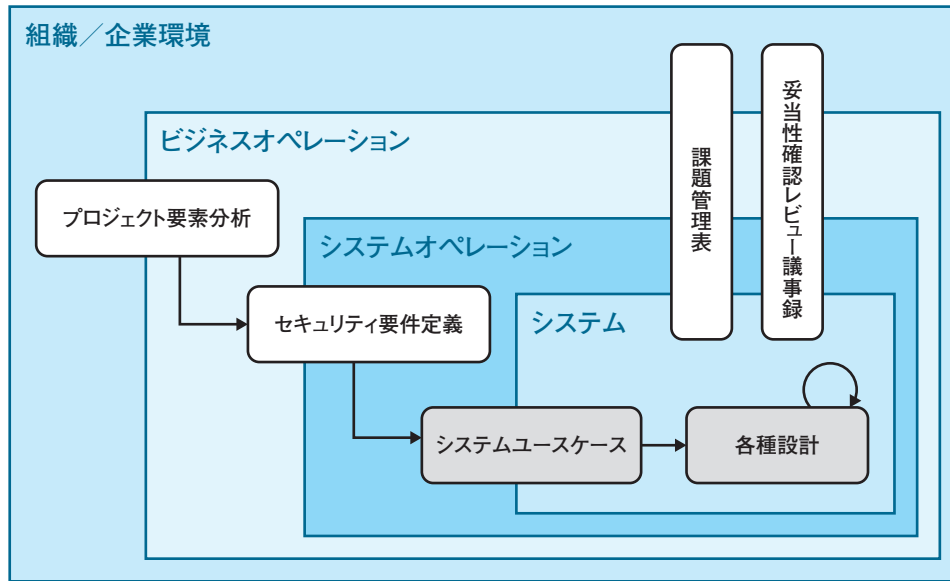 組織／企業環境
ビジネスオペレーション
プロジェクト要素分析
システムオペレーション
セキュリティ要件定義
システム
システムユースケース
各種設計
課題管理表
妥当性確認レビュー議事録